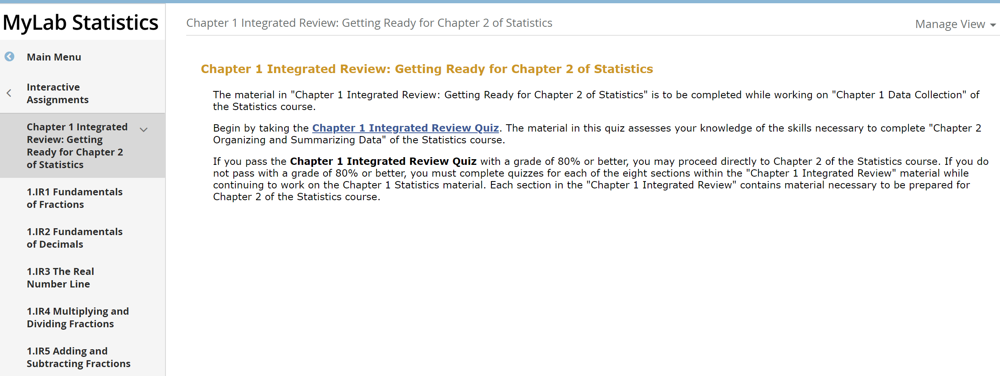 MyLab Statistics
Main Menu
Interactive
Assignments
Chapter 1 Integrated
Review: Getting
Ready for Chapter 2
of Statistics
1.IR1 Fundamentals
of Fractions
1.IR2 Fundamentals
of Decimals
1.IR3 The Real
Number Line
1.IR4 Multiplying and
Dividing Fractions
1.IR5 Adding and
Subtracting Fractions
Chapter 1 Integrated Review: Getting Ready for Chapter 2 of Statistics
Manage View
Chapter 1 Integrated Review: Getting Ready for Chapter 2 of Statistics
The material in "Chapter 1 Integrated Review: Getting Ready for Chapter 2 of Statistics" is to be completed while working on "Chapter 1 Data Collection" of
the Statistics course.
Begin by taking the Chapter 1 Integrated Review Quiz. The material in this quiz assesses your knowledge of the skills necessary to complete "Chapter 2
Organizing and Summarizing Data" of the Statistics course.
If you pass the Chapter 1 Integrated Review Quiz with a grade of 80% or better, you may proceed directly to Chapter 2 of the Statistics course. If you do
not pass with a grade of 80% or better, you must complete quizzes for each of the eight sections within the "Chapter 1 Integrated Review" material while
continuing to work on the Chapter 1 Statistics material. Each section in the "Chapter 1 Integrated Review" contains material necessary to be prepared for
Chapter 2 of the Statistics course.